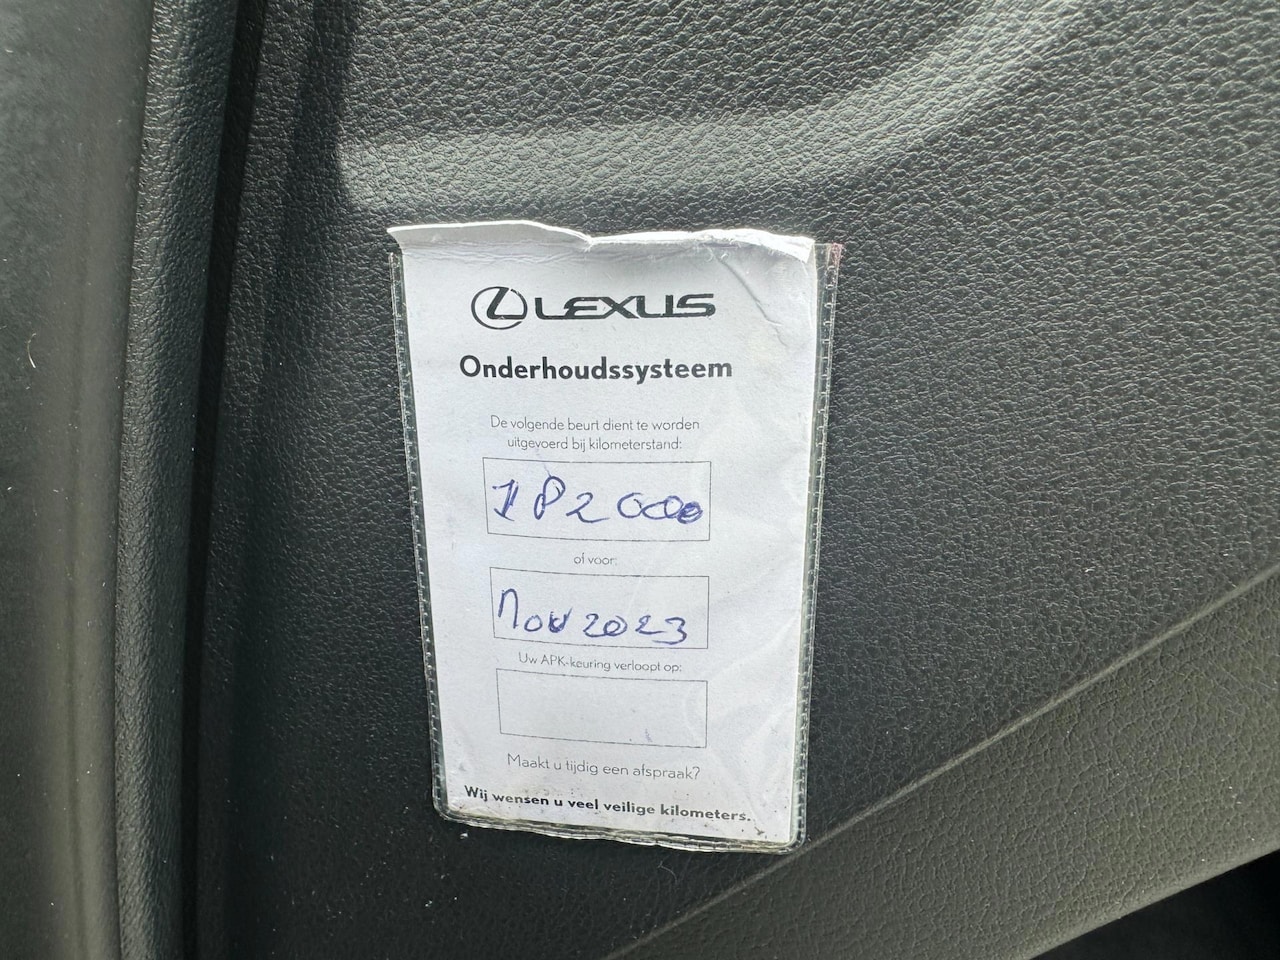 LEXUS
Onderhoudssysteem
De volgende beurt dient te worden
uitgevoerd bij kilometerstand:
182000
of voor:
nov 2023
Uw APK-keuring verloopt op:
Maakt u tijdig een afspraak?
Wij wensen u veel veilige kilometers.